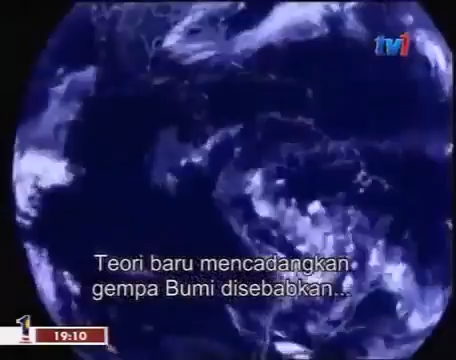 tv1
Teori baru mencadangkan
gempa Bumi disebabkan...
1
19:10